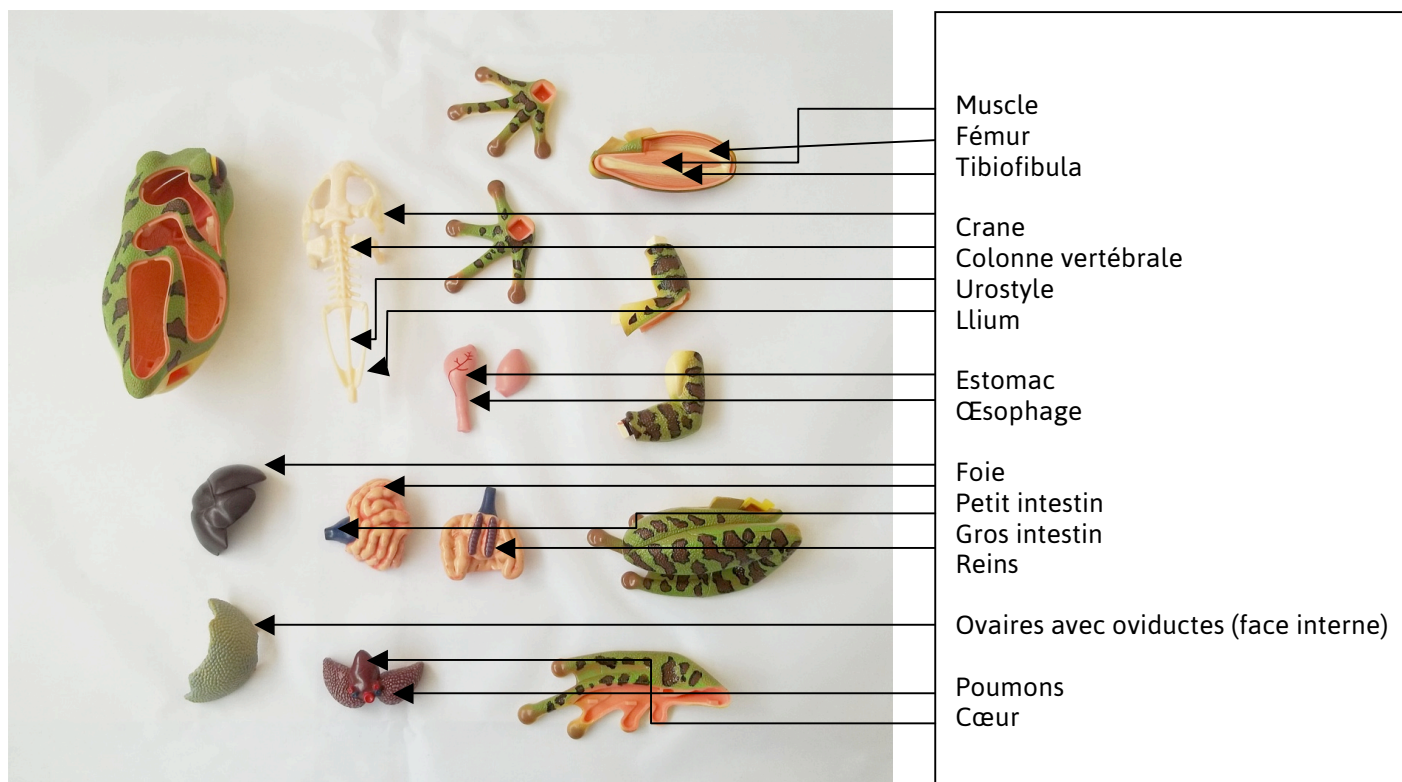 Muscle
Fémur
Tibiofibula
Crane
Colonne vertébrale
Urostyle
Llium
Estomac
Œsophage
Foie
Petit intestin
Gros intestin
Reins
Ovaires avec oviductes (face interne)
Poumons
Cœur